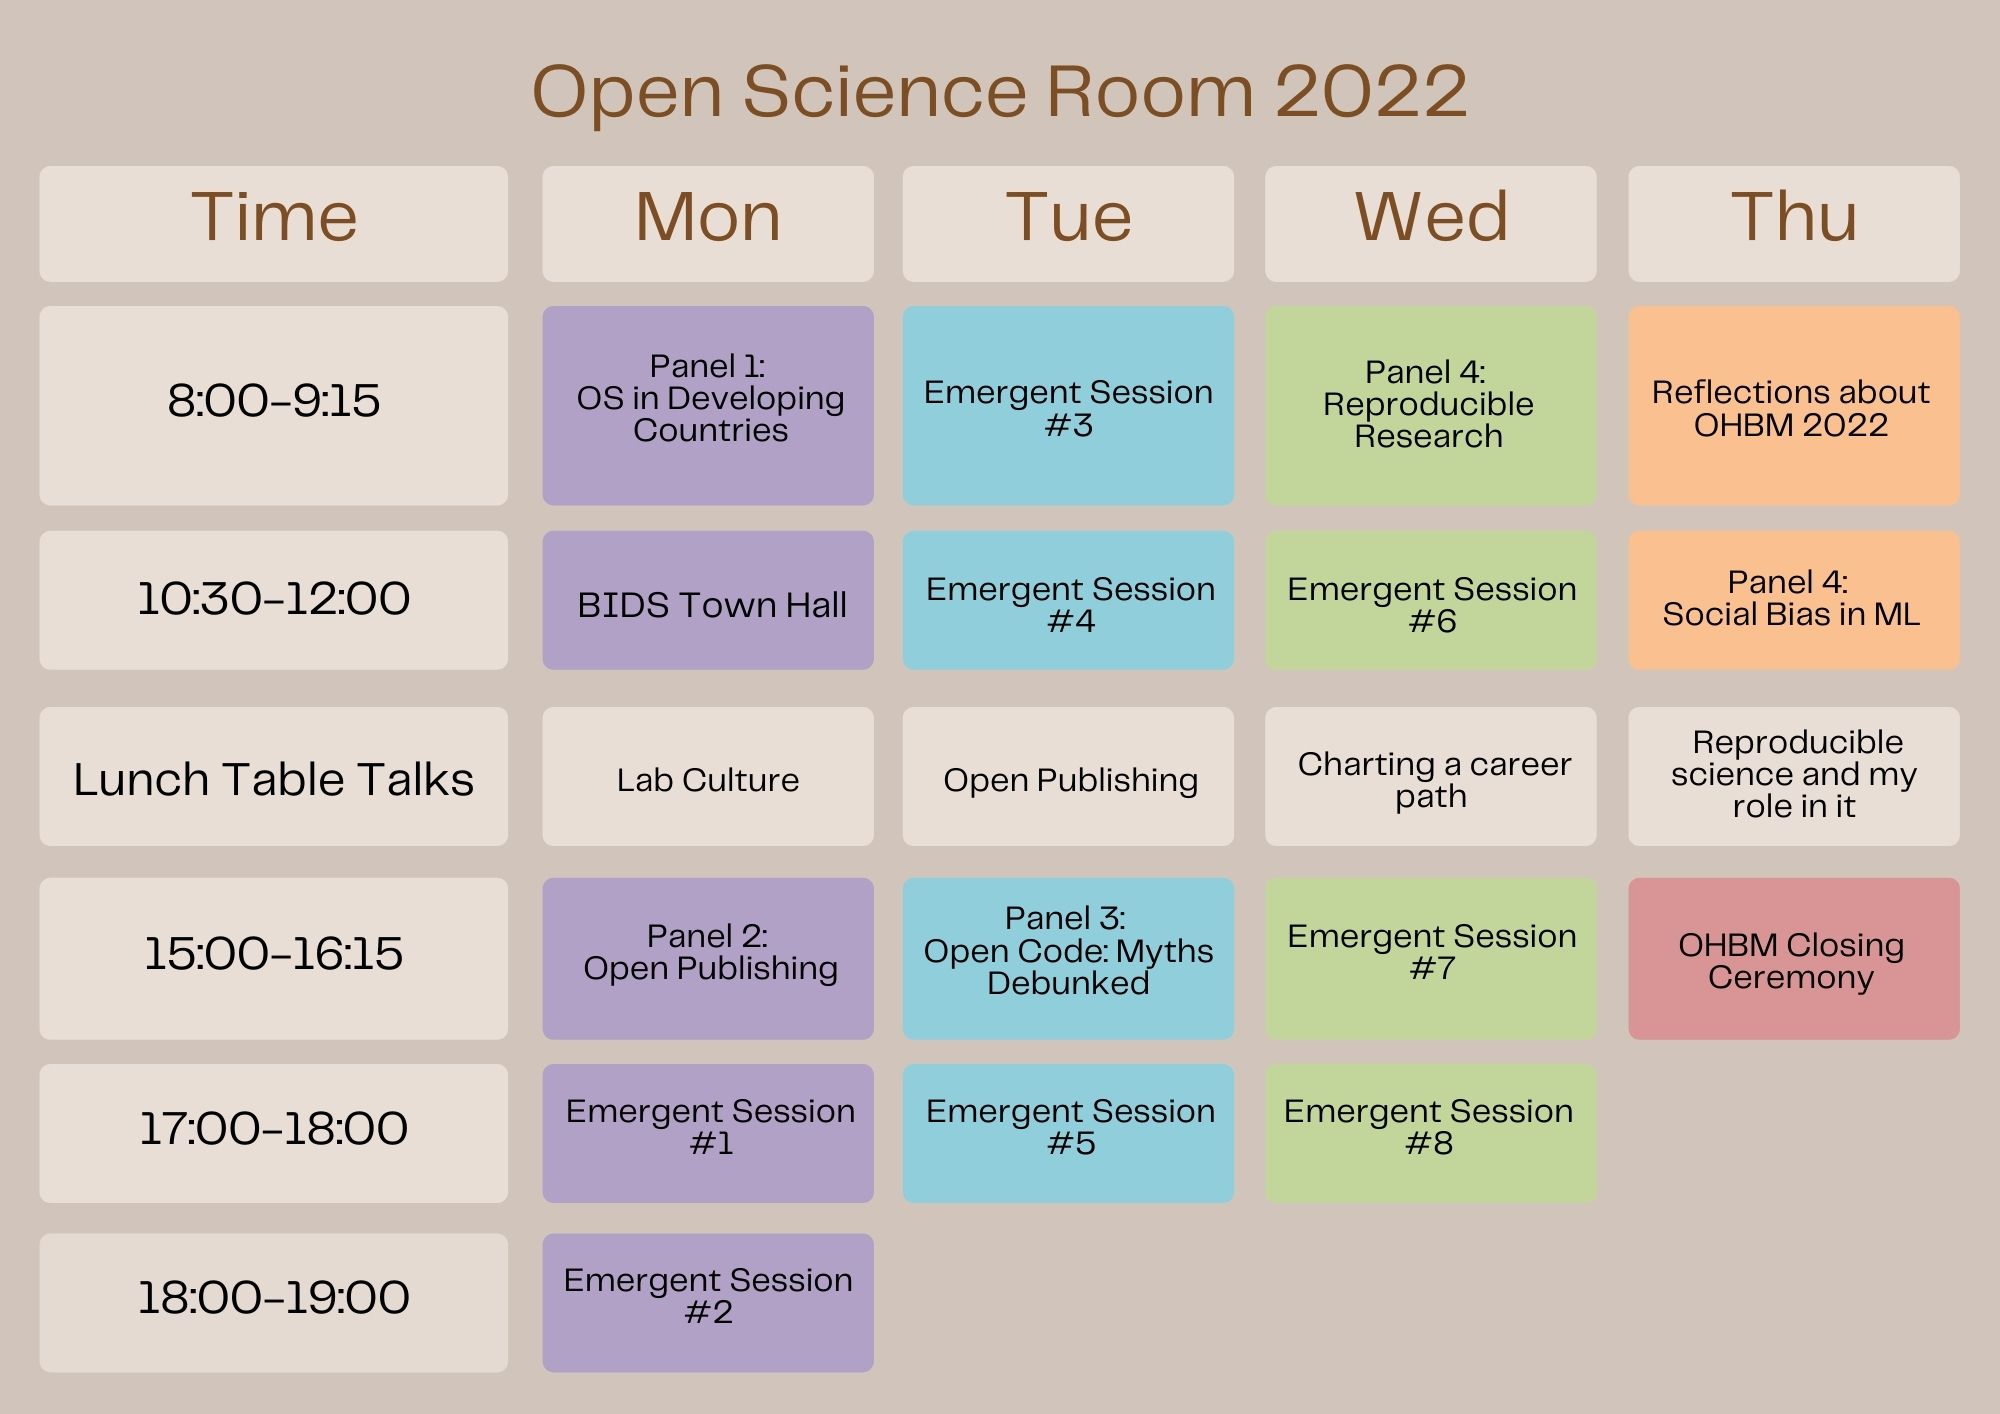 Open Science Room 2022
Time
Mon
Tue
Wed
Thu
8:00-9:15
Panel 1:
OS in Developing
Countries
Emergent Session
#3
Panel 4:
Reproducible
Research
Reflections about
OHBM 2022
10:30-12:00
BIDS Town Hall
Emergent Session
#4
Emergent Session
#6
Panel 4:
Social Bias in ML
Lunch Table Talks
Lab Culture
Open Publishing
Charting a career
path
Reproducible
science and my
role in it
15:00-16:15
Panel 2:
Open Publishing
Panel 3:
Open Code: Myths
Debunked
Emergent Session
#7
OHBM Closing
Ceremony
17:00-18:00
Emergent Session
#1
Emergent Session
#5
Emergent Session
#8
18:00-19:00
Emergent Session
#2